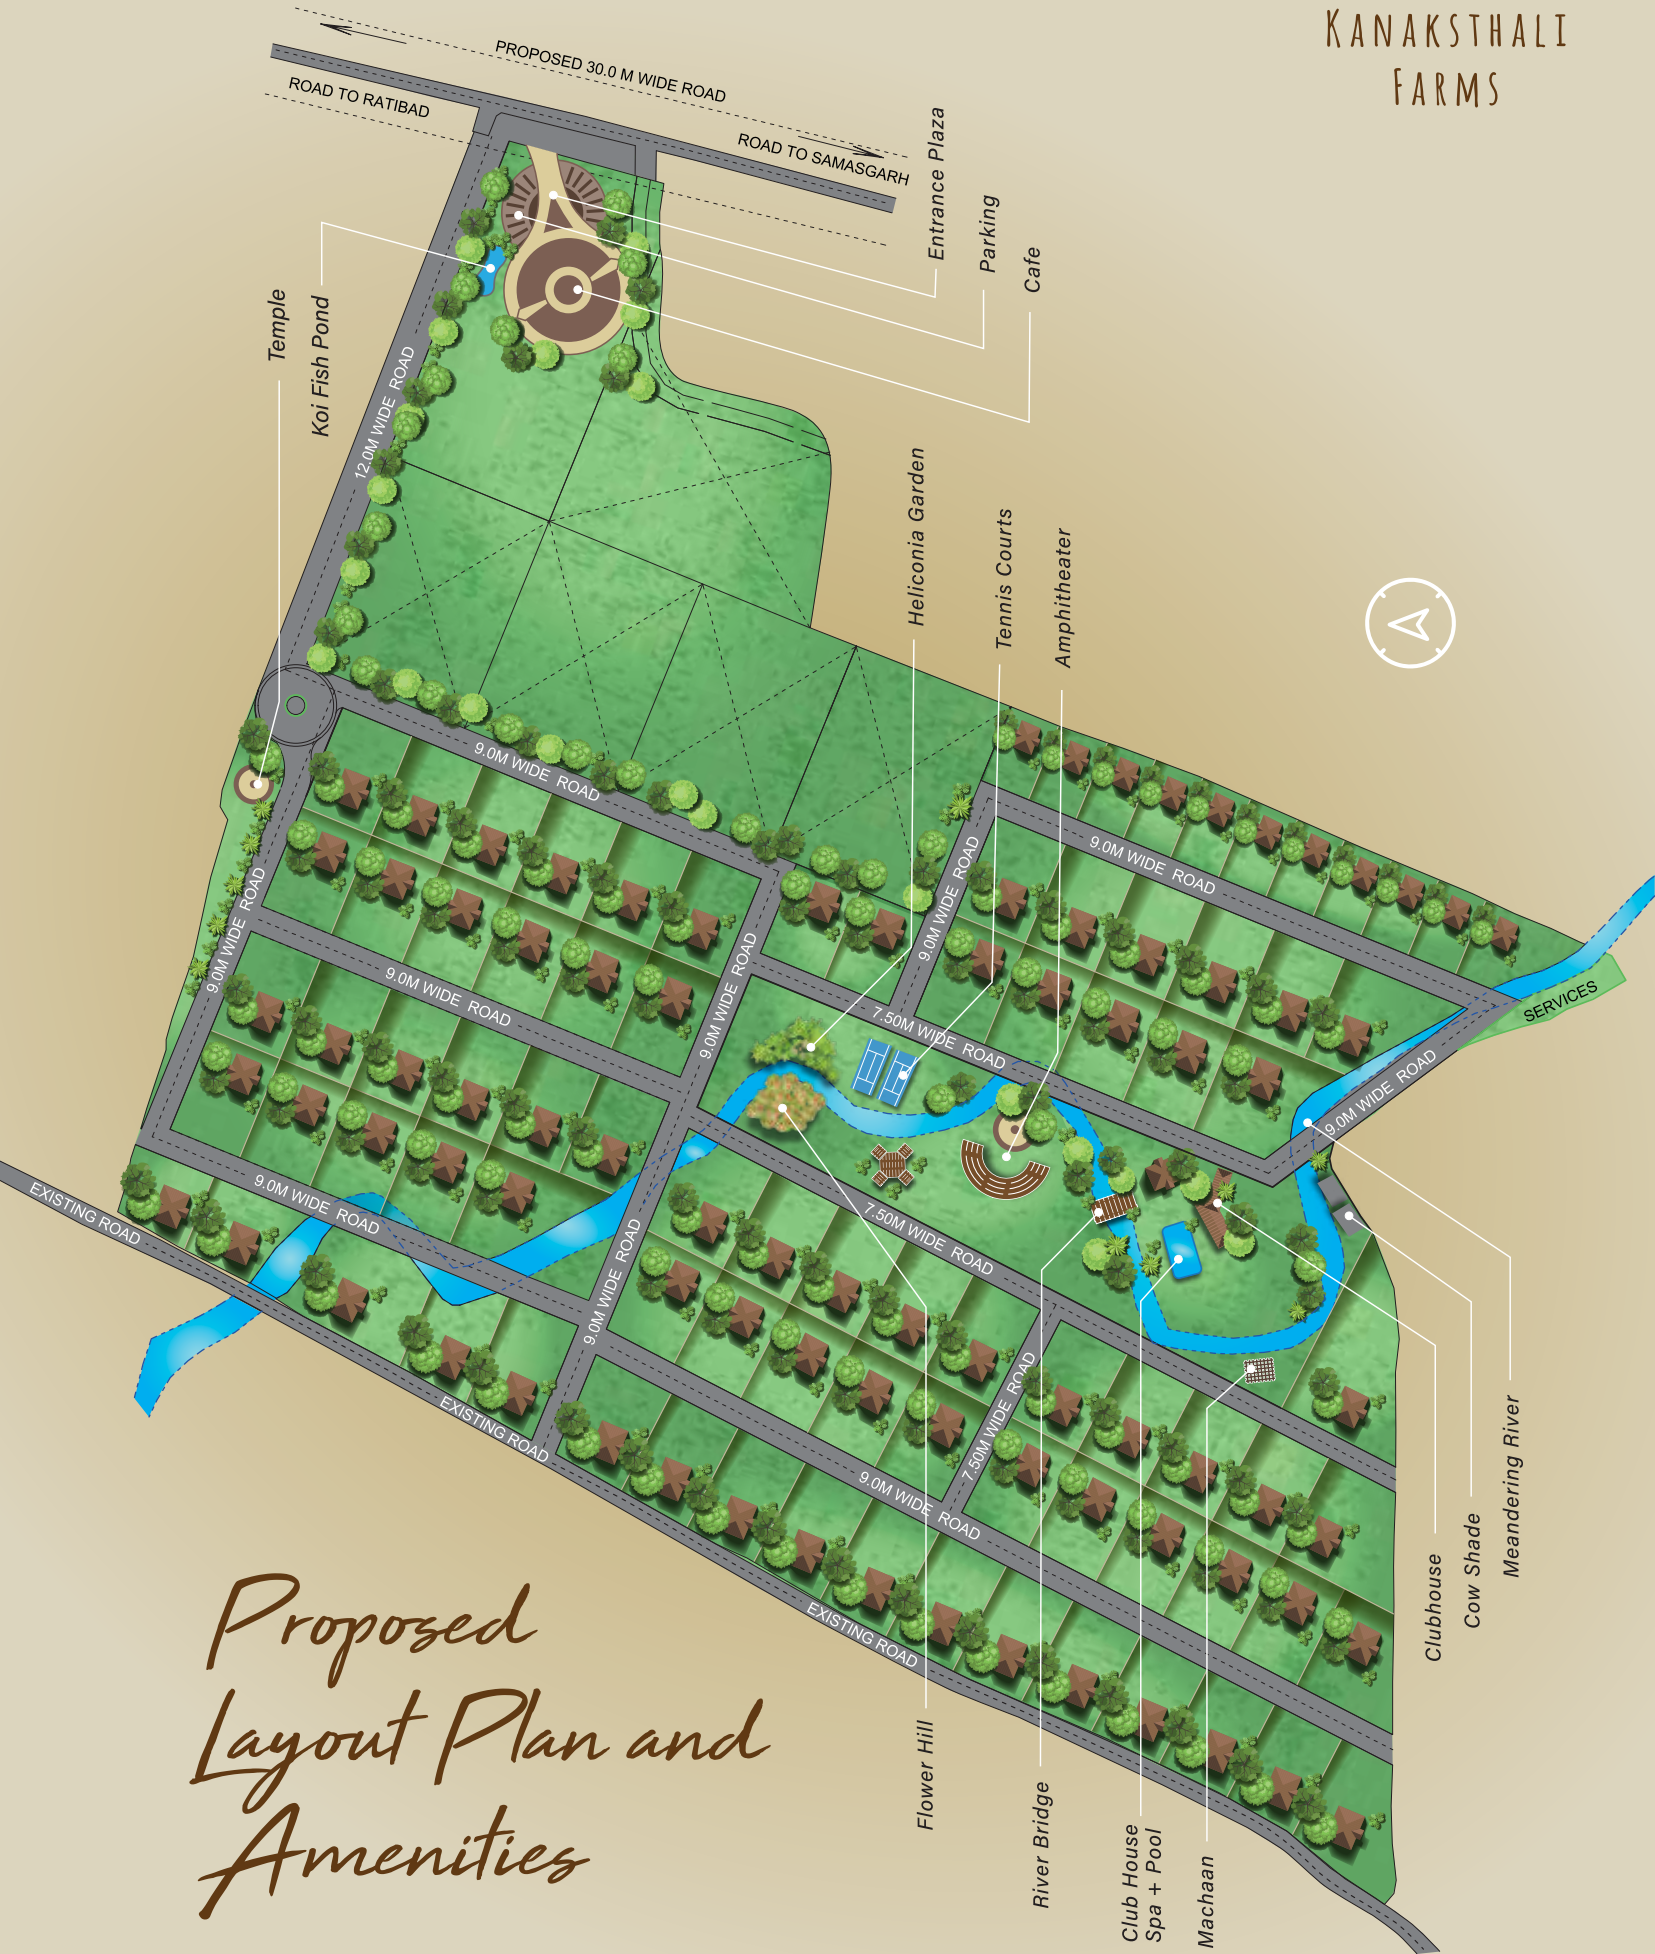 KANAKSTHALI
FARMS
PROPOSED 30.0 M WIDE ROAD
ROAD TO RATIBAD
ROAD TO SAMASGARH
Entrance Plaza
Parking
Cafe
Temple
Koi Fish Pond
12.0M WIDE ROAD
Heliconia Garden
Tennis Courts
Amphitheater
9.0M WIDE ROAD
9.0M WIDE ROAD
9.0M WIDE ROAD
9.0M WIDE ROAD
9.0M WIDE ROAD
9.0M WIDE ROAD
7.50M WIDE ROAD
SERVICES
9.0M WIDE ROAD
EXISTING ROAD
9.0M WIDE ROAD
7.50M WIDE ROAD
9.0M WIDE ROAD
7.50M WIDE ROAD
EXISTING ROAD
9.0M WIDE ROAD
EXISTING ROAD
Meandering River
Cow Shade
Clubhouse
Flower Hill
River Bridge
Club House
Spa + Pool
Machaan
Proposed
Layout Plan and
Amenities